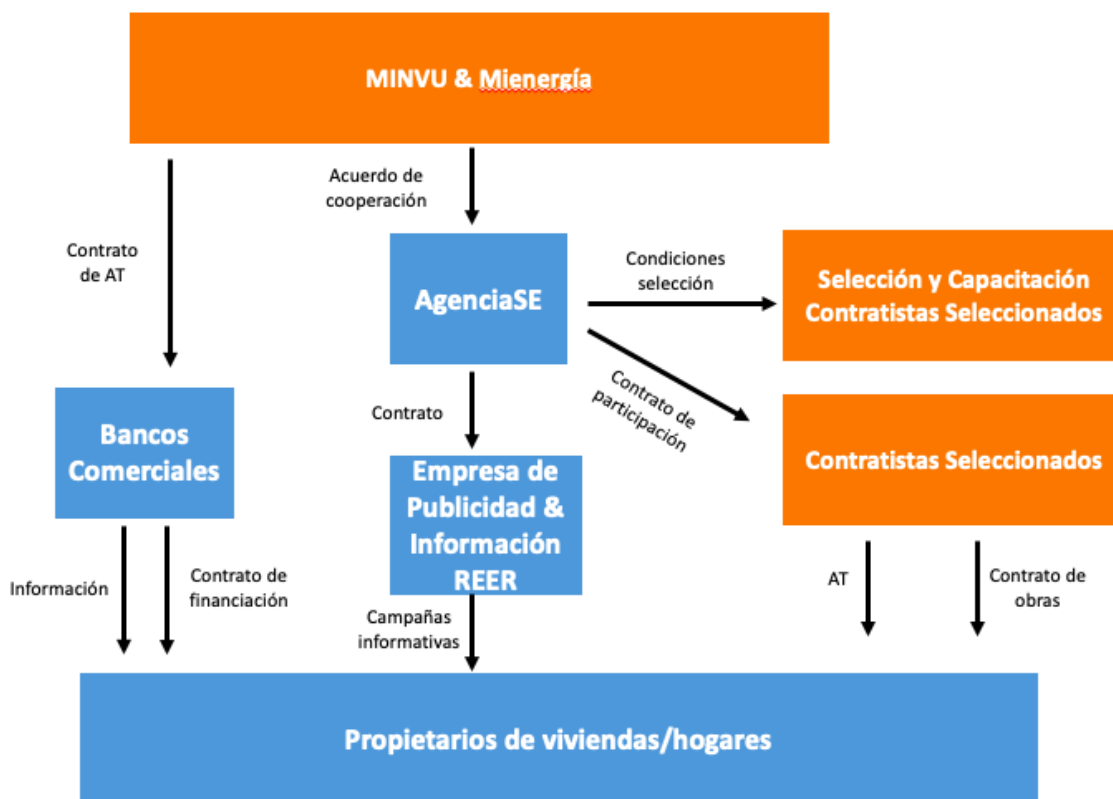 MINVU & Mienergía
Acuerdo de
cooperación
Contrato
de AT
AgenciaSE
Condiciones
selección
Selección y Capacitación
Contratistas Seleccionados
Contrato de
participación
Bancos
Comerciales
Contrato
Empresa de
Publicidad &
Información
REER
Contratistas Seleccionados
Información
Contrato de
financiación
Campañas
informativas
AT
Contrato de
obras
Propietarios de viviendas/hogares